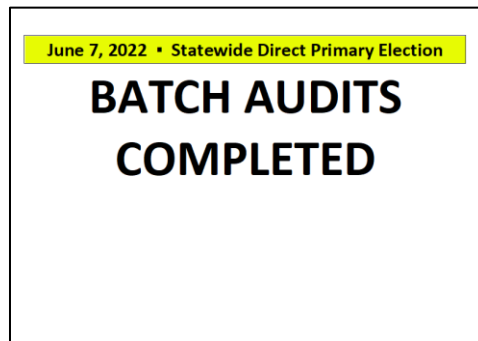 June 7, 2022 ▪ Statewide Direct Primary Election
BATCH AUDITS
COMPLETED